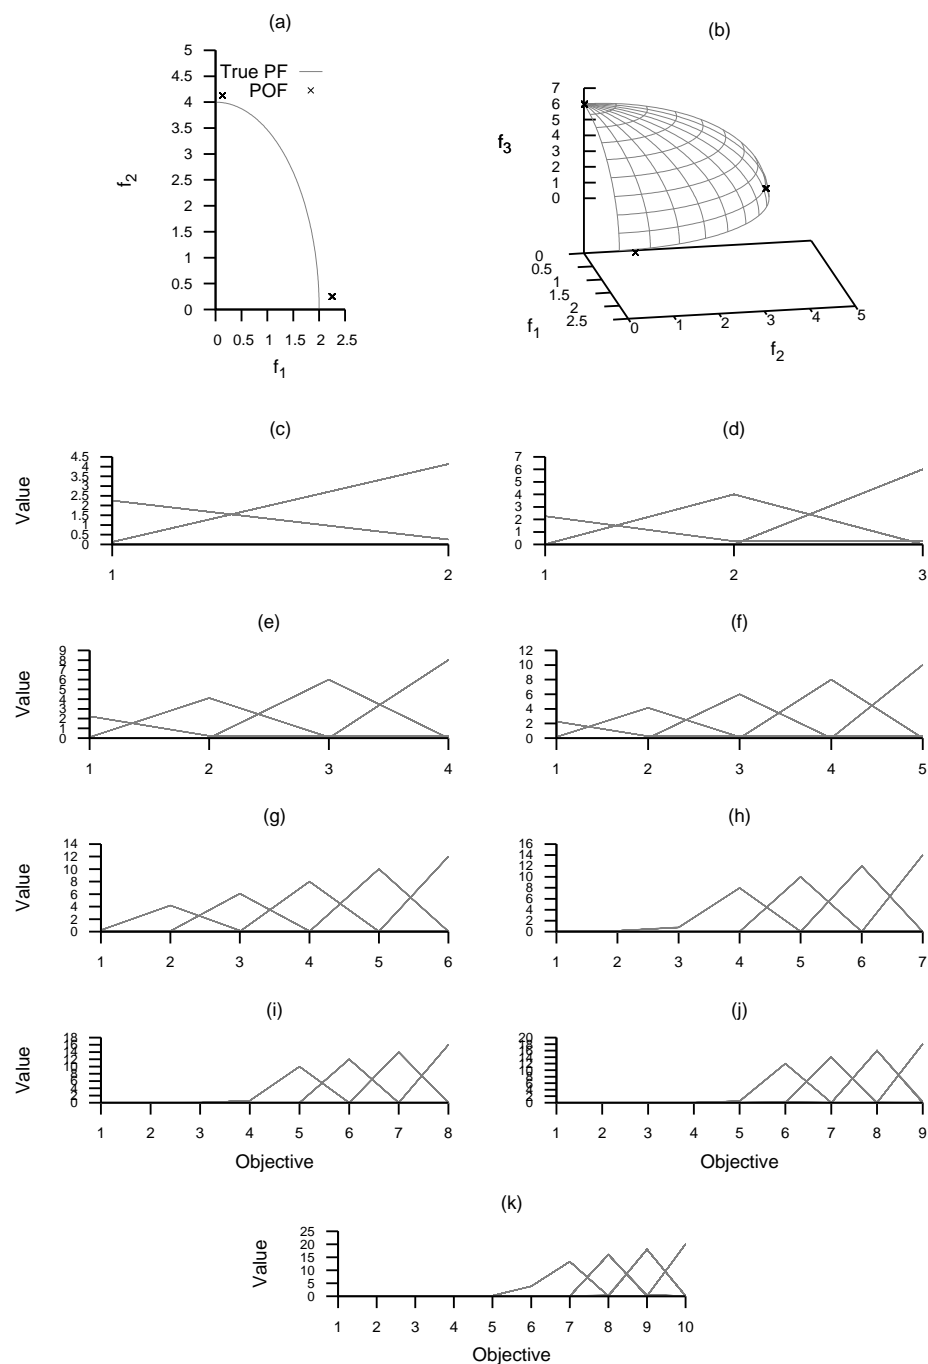 (a)
5
4.5
4
3.5
3
2.5
2
1.5
1
0.5
0
True PF
POF
f2
0 0.5 1 1.5 2 2.5
f1
(b)
7
6
5
4
3
2
1
0
f3
0
0.5
1
1.5
2
2.5
f1
0 1 2 3 4 5
f2
(c)
Value
4.5
4
3.5
3
2.5
2
1.5
1
0.5
0
1 2
(d)
7
6
5
4
3
2
1
0
1 2 3
(e)
Value
9
8
7
6
5
4
3
2
1
0
1 2 3 4
(f)
12
10
8
6
4
2
0
1 2 3 4 5
(g)
Value
14
12
10
8
6
4
2
0
1 2 3 4 5 6
(h)
16
14
12
10
8
6
4
2
0
1 2 3 4 5 6 7
(i)
Value
18
16
14
12
10
8
6
4
2
0
1 2 3 4 5 6 7 8
Objective
(j)
20
18
16
14
12
10
8
6
4
2
0
1 2 3 4 5 6 7 8 9
Objective
(k)
Value
25
20
15
10
5
0
1 2 3 4 5 6 7 8 9 10
Objective